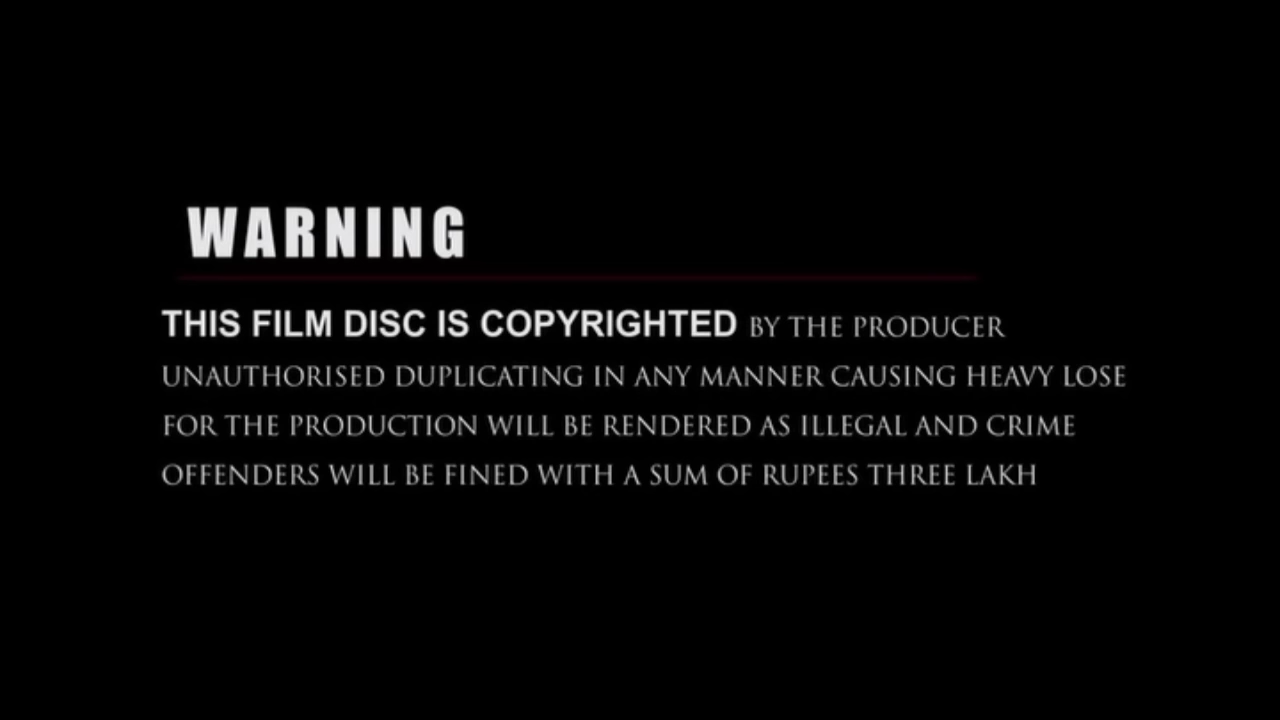 WARNING
THIS FILM DISC IS COPYRIGHTED BY THE PRODUCER
UNAUTHORISED DUPLICATING IN ANY MANNER CAUSING HEAVY LOSE
FOR THE PRODUCTION WILL BE RENDERED AS ILLEGAL AND CRIME
OFFENDERS WILL BE FINED WITH A SUM OF RUPEES THREE LAKH